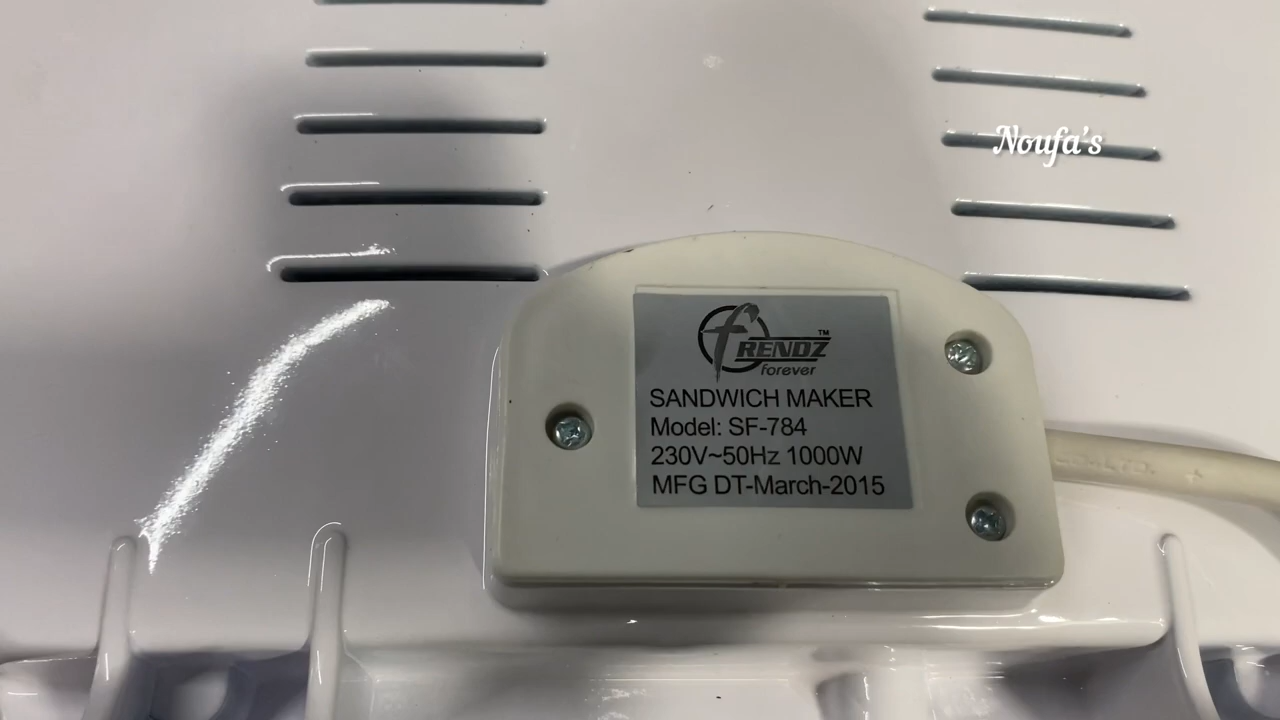 Noufa's
fRENDZ™
forever
SANDWICH MAKER
Model: SF-784
230V~50Hz 1000W
MFG DT-March-2015